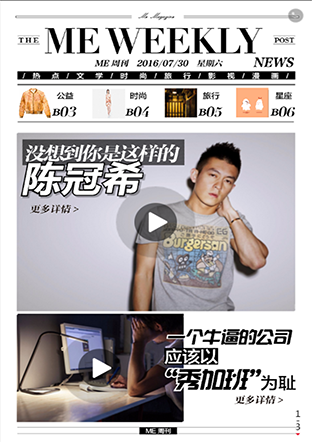 Me Magazine
THE ME WEEKLY POST
ME 周刊 2016/07/30 星期六 NEWS
/ 热点 / 文学 / 时尚 / 旅行 / 影视 / 漫画 /
公益 B03
时尚 B04
旅行 B05
星座 B06
没想到你是这样的
陈冠希
更多详情 >
EG
Burgersan
一个牛逼的公司
应该以
“秀加班”为耻
更多详情 >
1
3
ME 周刊